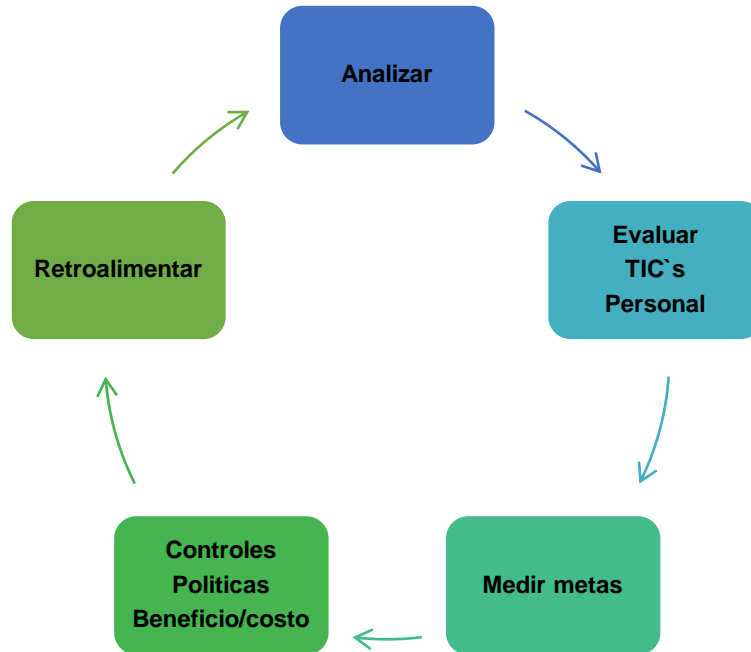 Analizar
Evaluar
TIC`s
Personal
Medir metas
Controles
Politicas
Beneficio/costo
Retroalimentar